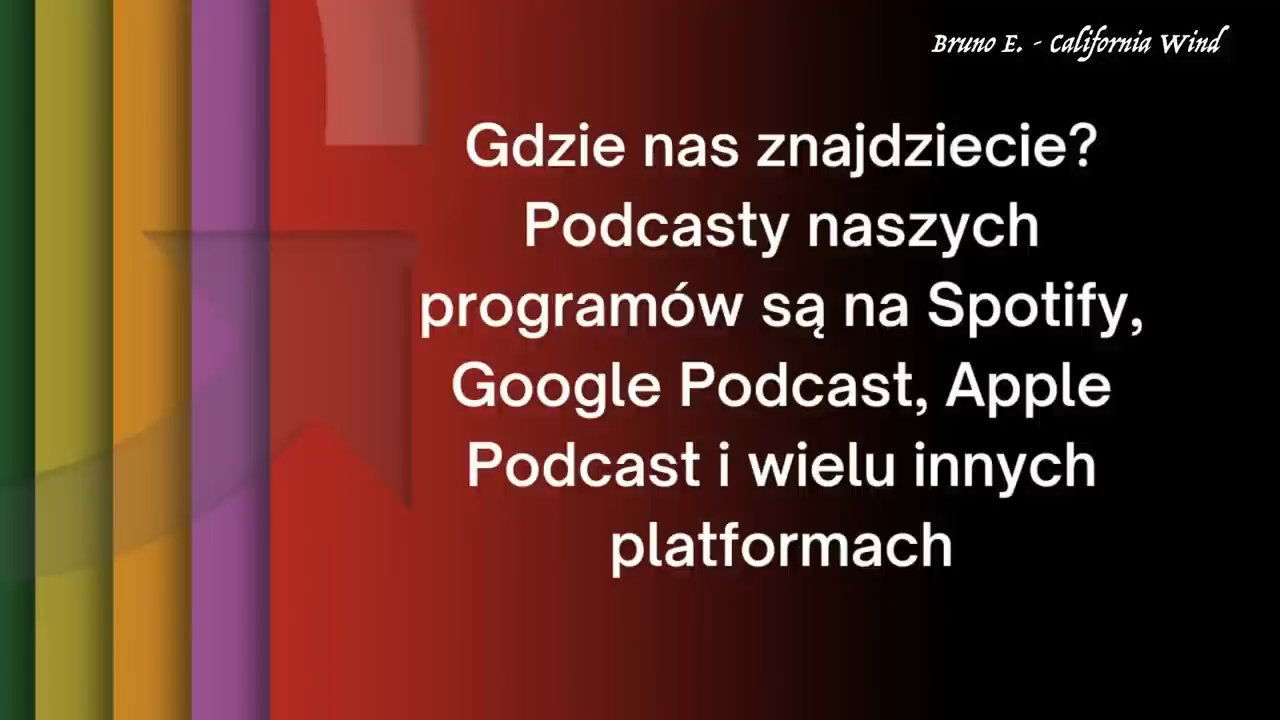 Bruno E. - California Wind
Gdzie nas znajdziecie?
Podcasty naszych
programów są na Spotify,
Google Podcast, Apple
Podcast i wielu innych
platformach